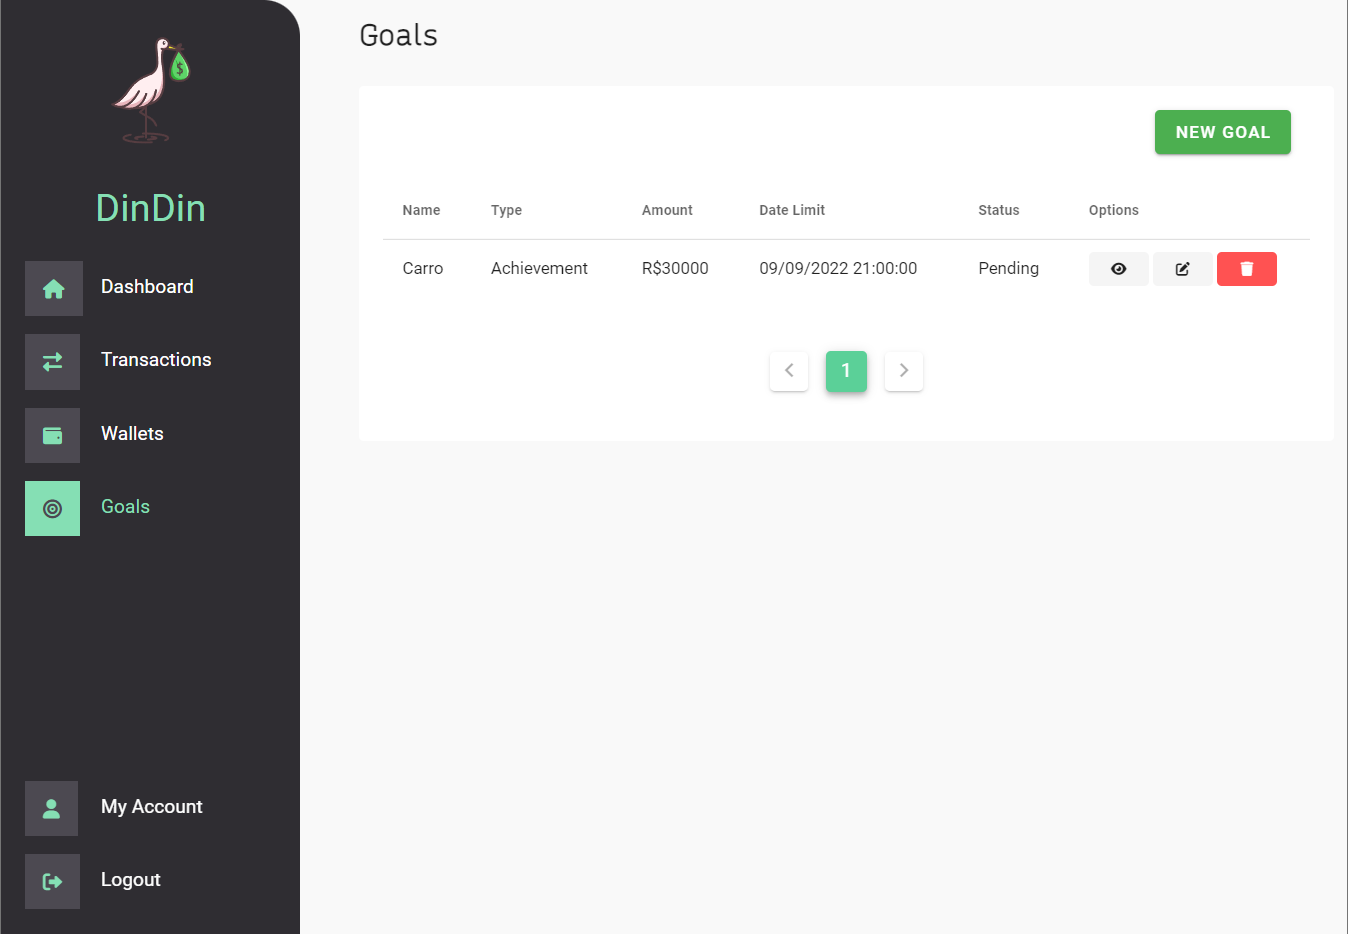 $
DinDin
Dashboard
Transactions
Wallets
Goals
My Account
Logout
Goals
NEW GOAL
Name Type Amount Date Limit Status Options
Carro Achievement R$30000 09/09/2022 21:00:00 Pending
1